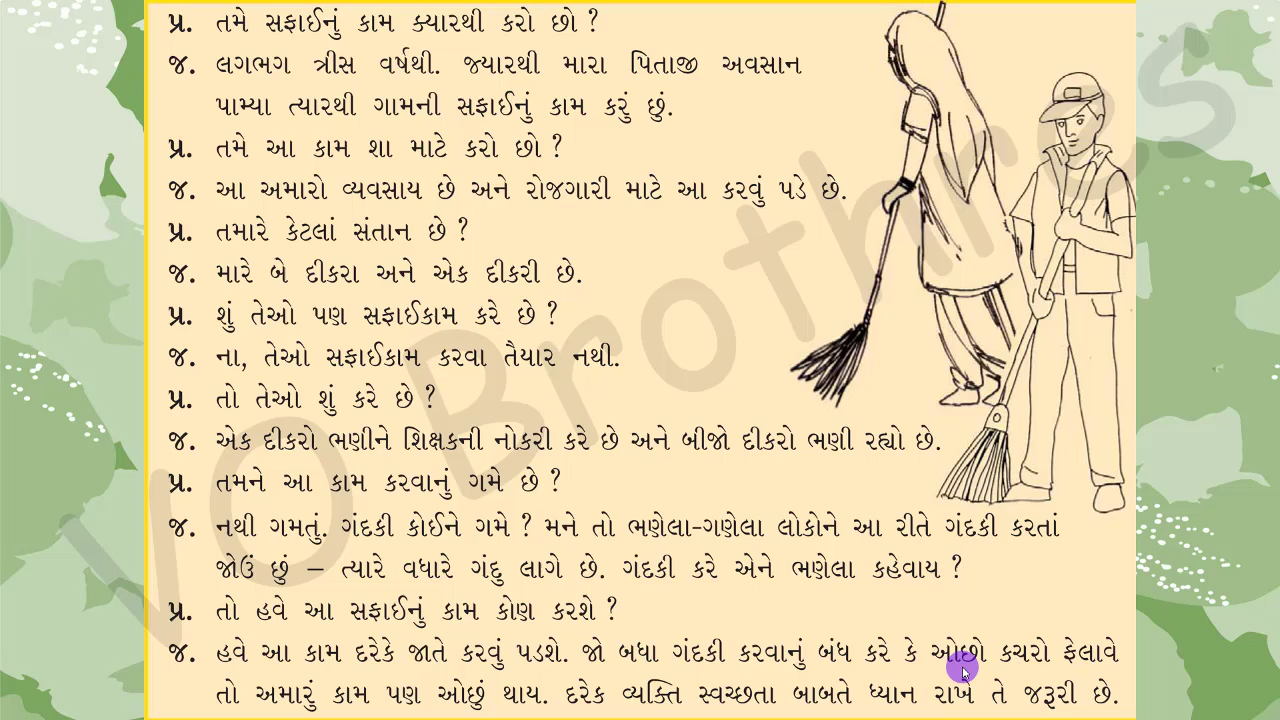 પ્ર. તમે સફાઈનું કામ ક્યારથી કરો છો ?
જ. લગભગ ત્રીસ વર્ષથી. જ્યારથી મારા પિતાજી અવસાન
પામ્યા ત્યારથી ગામની સફાઈનું કામ કરું છું.
પ્ર. તમે આ કામ શા માટે કરો છો ?
જ. આ અમારો વ્યવસાય છે અને રોજગારી માટે આ કરવું પડે છે.
પ્ર. તમારે કેટલાં સંતાન છે ?
જ. મારે બે દીકરા અને એક દીકરી છે.
પ્ર. શું તેઓ પણ સફાઈકામ કરે છે ?
જ. ના, તેઓ સફાઈકામ કરવા તૈયાર નથી.
પ્ર. તો તેઓ શું કરે છે ?
જ. એક દીકરો ભણીને શિક્ષકની નોકરી કરે છે અને બીજો દીકરો ભણી રહ્યો છે.
પ્ર. તમને આ કામ કરવાનું ગમે છે ?
જ. નથી ગમતું. ગંદકી કોઈને ગમે ? મને તો ભણેલા-ગણેલા લોકોને આ રીતે ગંદકી કરતાં
જોઉં છું – ત્યારે વધારે ગંદુ લાગે છે. ગંદકી કરે એને ભણેલા કહેવાય ?
પ્ર. તો હવે આ સફાઈનું કામ કોણ કરશે ?
જ. હવે આ કામ દરેકે જાતે કરવું પડશે. જો બધા ગંદકી કરવાનું બંધ કરે કે ઓછો કચરો ફેલાવે
તો અમારું કામ પણ ઓછું થાય. દરેક વ્યક્તિ સ્વચ્છતા બાબતે ધ્યાન રાખે તે જરૂરી છે.
VO Brothres